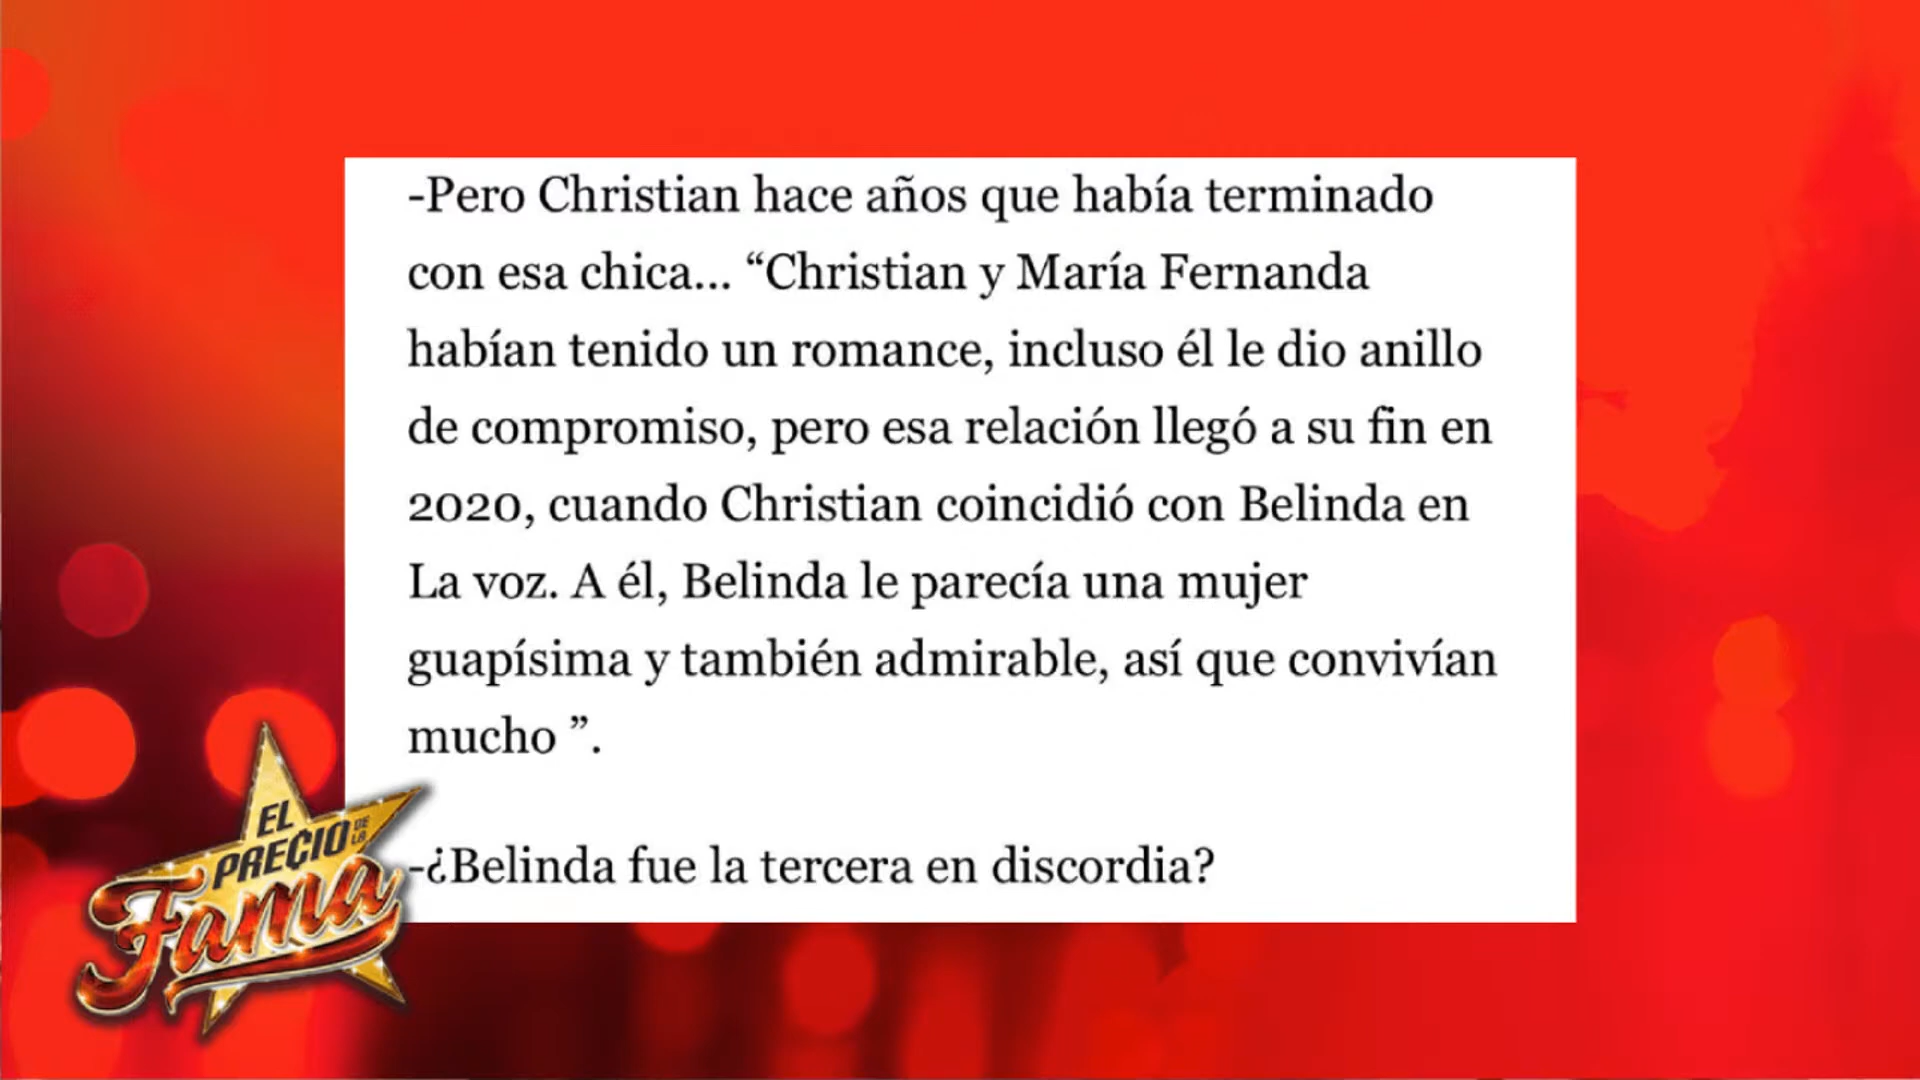 -Pero Christian hace años que había terminado
con esa chica... “Christian y María Fernanda
habían tenido un romance, incluso él le dio anillo
de compromiso, pero esa relación llegó a su fin en
2020, cuando Christian coincidió con Belinda en
La voz. A él, Belinda le parecía una mujer
guapísima y también admirable, así que convivían
mucho ”.
-¿Belinda fue la tercera en discordia?
EL
PRECIO DE LA
Fama